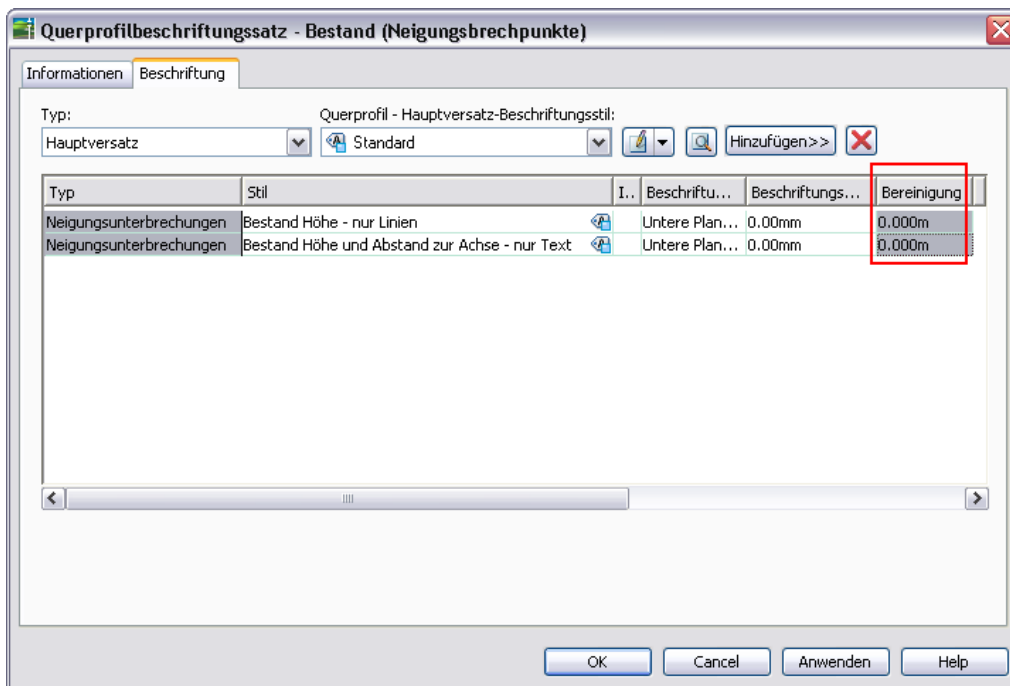 Querprofilbeschriftungssatz - Bestand (Neigungsbrechpunkte)
Informationen Beschriftung
Typ: Querprofil - Hauptversatz-Beschriftungsstil:
Hauptversatz Standard Hinzufügen>>
Typ Stil I.. Beschriftu... Beschriftungs... Bereinigung
Neigungsunterbrechungen Bestand Höhe - nur Linien Untere Plan... 0.00mm 0.000m
Neigungsunterbrechungen Bestand Höhe und Abstand zur Achse - nur Text Untere Plan... 0.00mm 0.000m
OK Cancel Anwenden Help